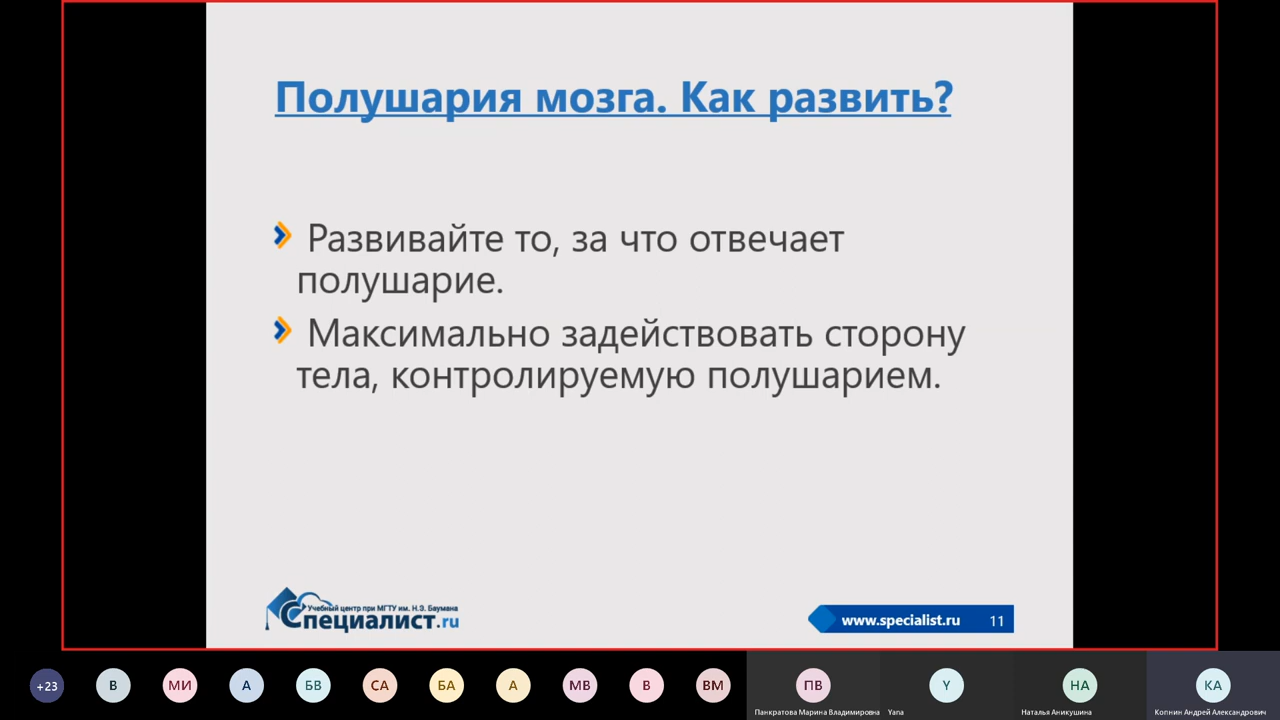 Полушария мозга. Как развить?
Развивайте то, за что отвечает
полушарие.
Максимально задействовать сторону
тела, контролируемую полушарием.
Учебный центр при МГТУ им. Н.Э. Баумана
Специалист.ru
www.specialist.ru 11
+23 В МИ А БВ СА БА А МВ В ВМ ПВ Y НА КА
Панкратова Марина Владимировна Yana Наталья Аникушина Копнин Андрей Александрович